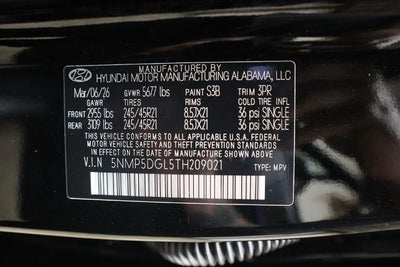 MANUFACTURED BY
HYUNDAI MOTOR MANUFACTURING ALABAMA, LLC
Mar/06/26 GVWR 5677 lbs PAINT S3B TRIM 3PR
GAWR TIRES RIMS COLD TIRE PR.
FRONT 2955 lbs 245/45R21 8.5JX21 36 psi SINGLE
REAR 3109 lbs 245/45R21 8.5JX21 36 psi SINGLE
THIS VEHICLE CONFORMS TO ALL APPLICABLE U.S.A. FEDERAL
MOTOR VEHICLE SAFETY AND THEFT PREVENTION STANDARDS
IN EFFECT ON THE DATE OF MANUFACTURE SHOWN ABOVE.
V.I.N 5NMP5DGL5TH209021 TYPE: MPV